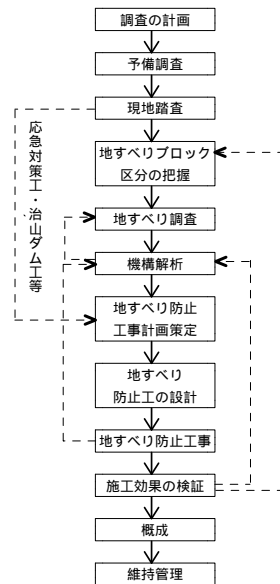 調査の計画
予備調査
現地踏査
応急対策工・治山ダム工等
地すべりブロック
区分の把握
地すべり調査
機構解析
地すべり防止
工事計画策定
地すべり
防止工の設計
地すべり防止工事
施工効果の検証
概成
維持管理